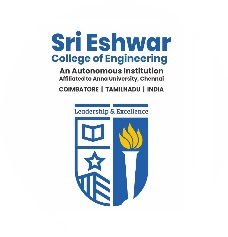 Sri Eshwar
College of Engineering
An Autonomous Institution
Affiliated to Anna University, Chennai
COIMBATORE | TAMILNADU | INDIA
Leadership & Excellence